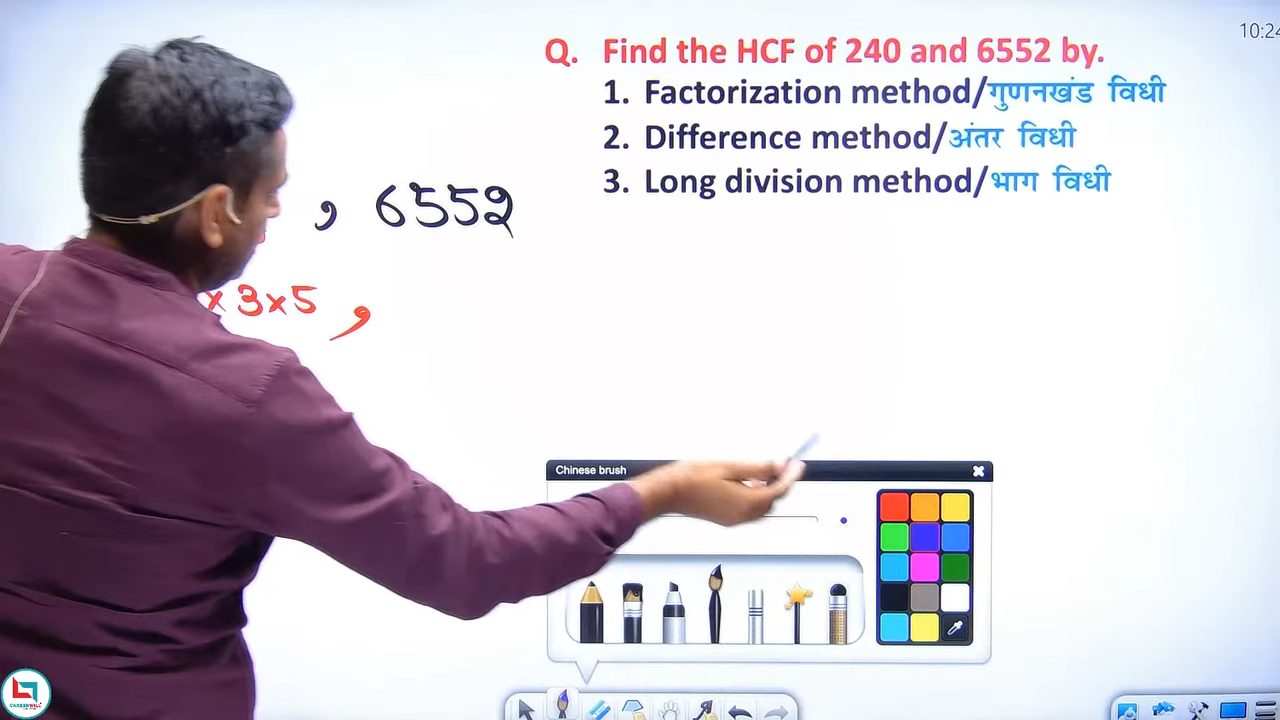 10:24
Q. Find the HCF of 240 and 6552 by.
1. Factorization method/गुणनखंड विधी
2. Difference method/अंतर विधी
3. Long division method/भाग विधी
, 6552
×3×5 ,
Chinese brush
CAREERWILL